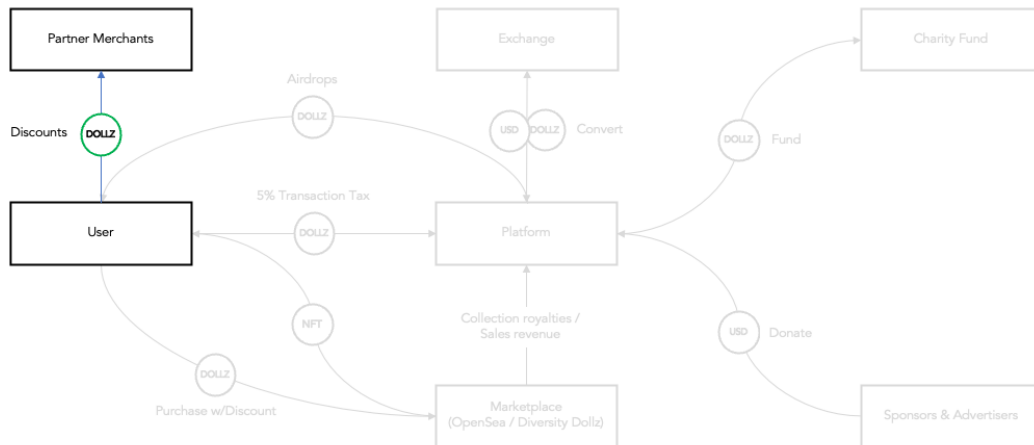 Partner Merchants
Exchange
Charity Fund
Airdrops
DOLLZ
Discounts
DOLLZ
USD
DOLLZ
Convert
DOLLZ
Fund
5% Transaction Tax
User
DOLLZ
Platform
NFT
Collection royalties /
Sales revenue
USD
Donate
DOLLZ
Purchase w/Discount
Marketplace
(OpenSea / Diversity Dollz)
Sponsors & Advertisers